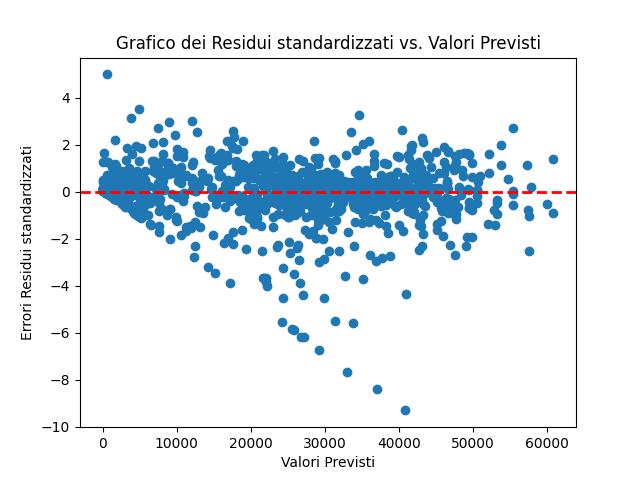 Grafico dei Residui standardizzati vs. Valori Previsti
Errori Residui standardizzati
4
2
0
−2
−4
−6
−8
−10
0 10000 20000 30000 40000 50000 60000
Valori Previsti